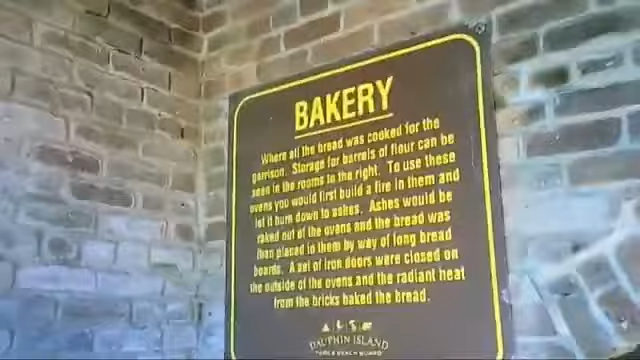 BAKERY
Where all the bread was cooked for the
garrison. Storage for barrels of flour can be
seen in the rooms to the right. To use these
ovens you would first build a fire in them and
let it burn down to ashes. Ashes would be
raked out of the ovens and the bread was
than placed in them by way of long bread
boards. A set of iron doors were closed on
the outside of the ovens and the radiant heat
from the bricks baked the bread.
DAUPHIN ISLAND
PARK & BEACH BOARD